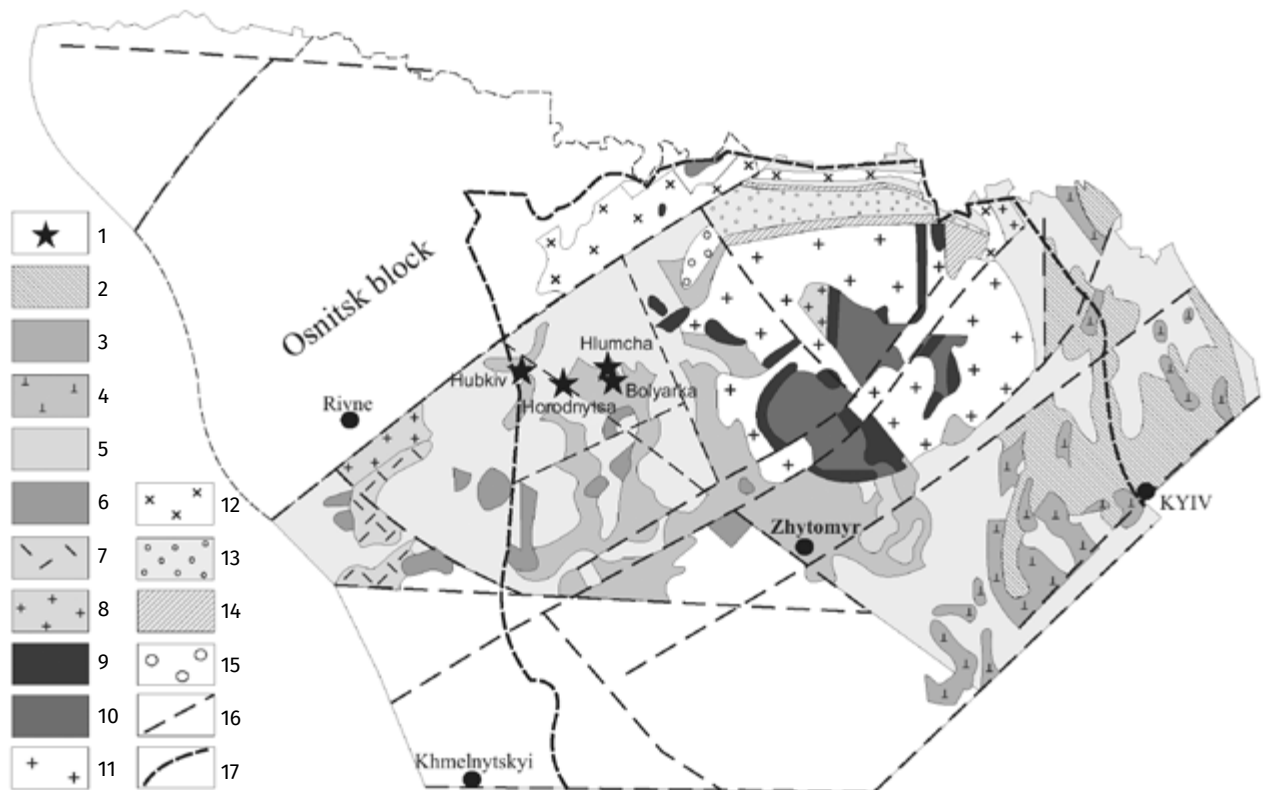 Osnitsk block
Hlumcha
Hubkiv
Bolyarka
Horodnytsa
Rivne
KYIV
Zhytomyr
Khmelnytskyi
1
2
3
4
5
6
7
8
9
10
11
12
13
14
15
16
17